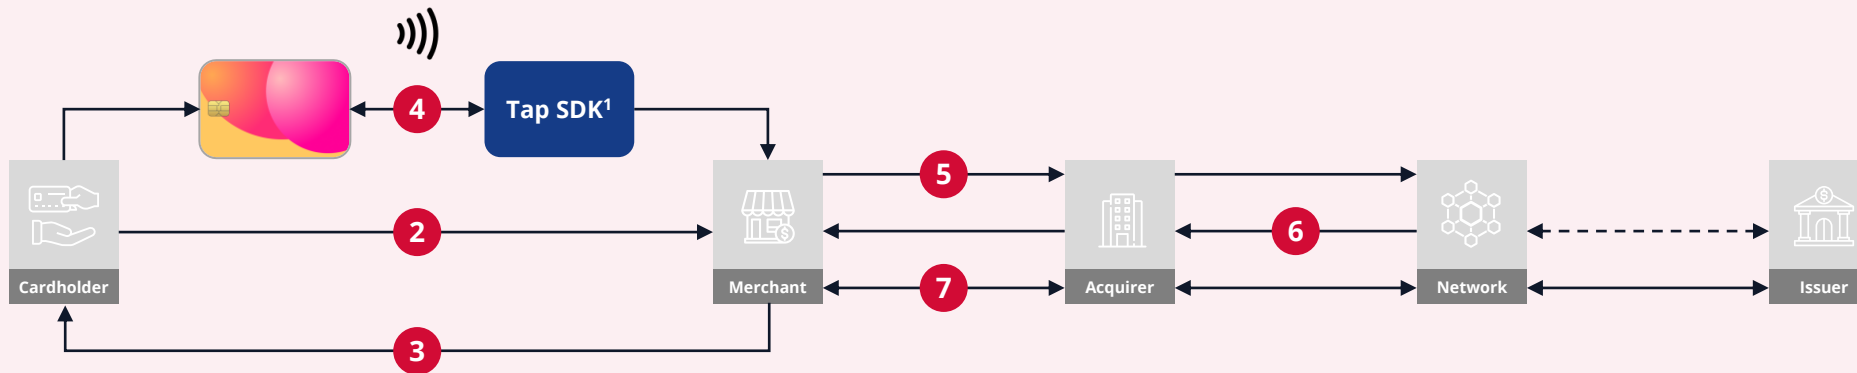 4
Tap SDK¹
5
2
6
Cardholder
Merchant
7
Acquirer
Network
Issuer
3